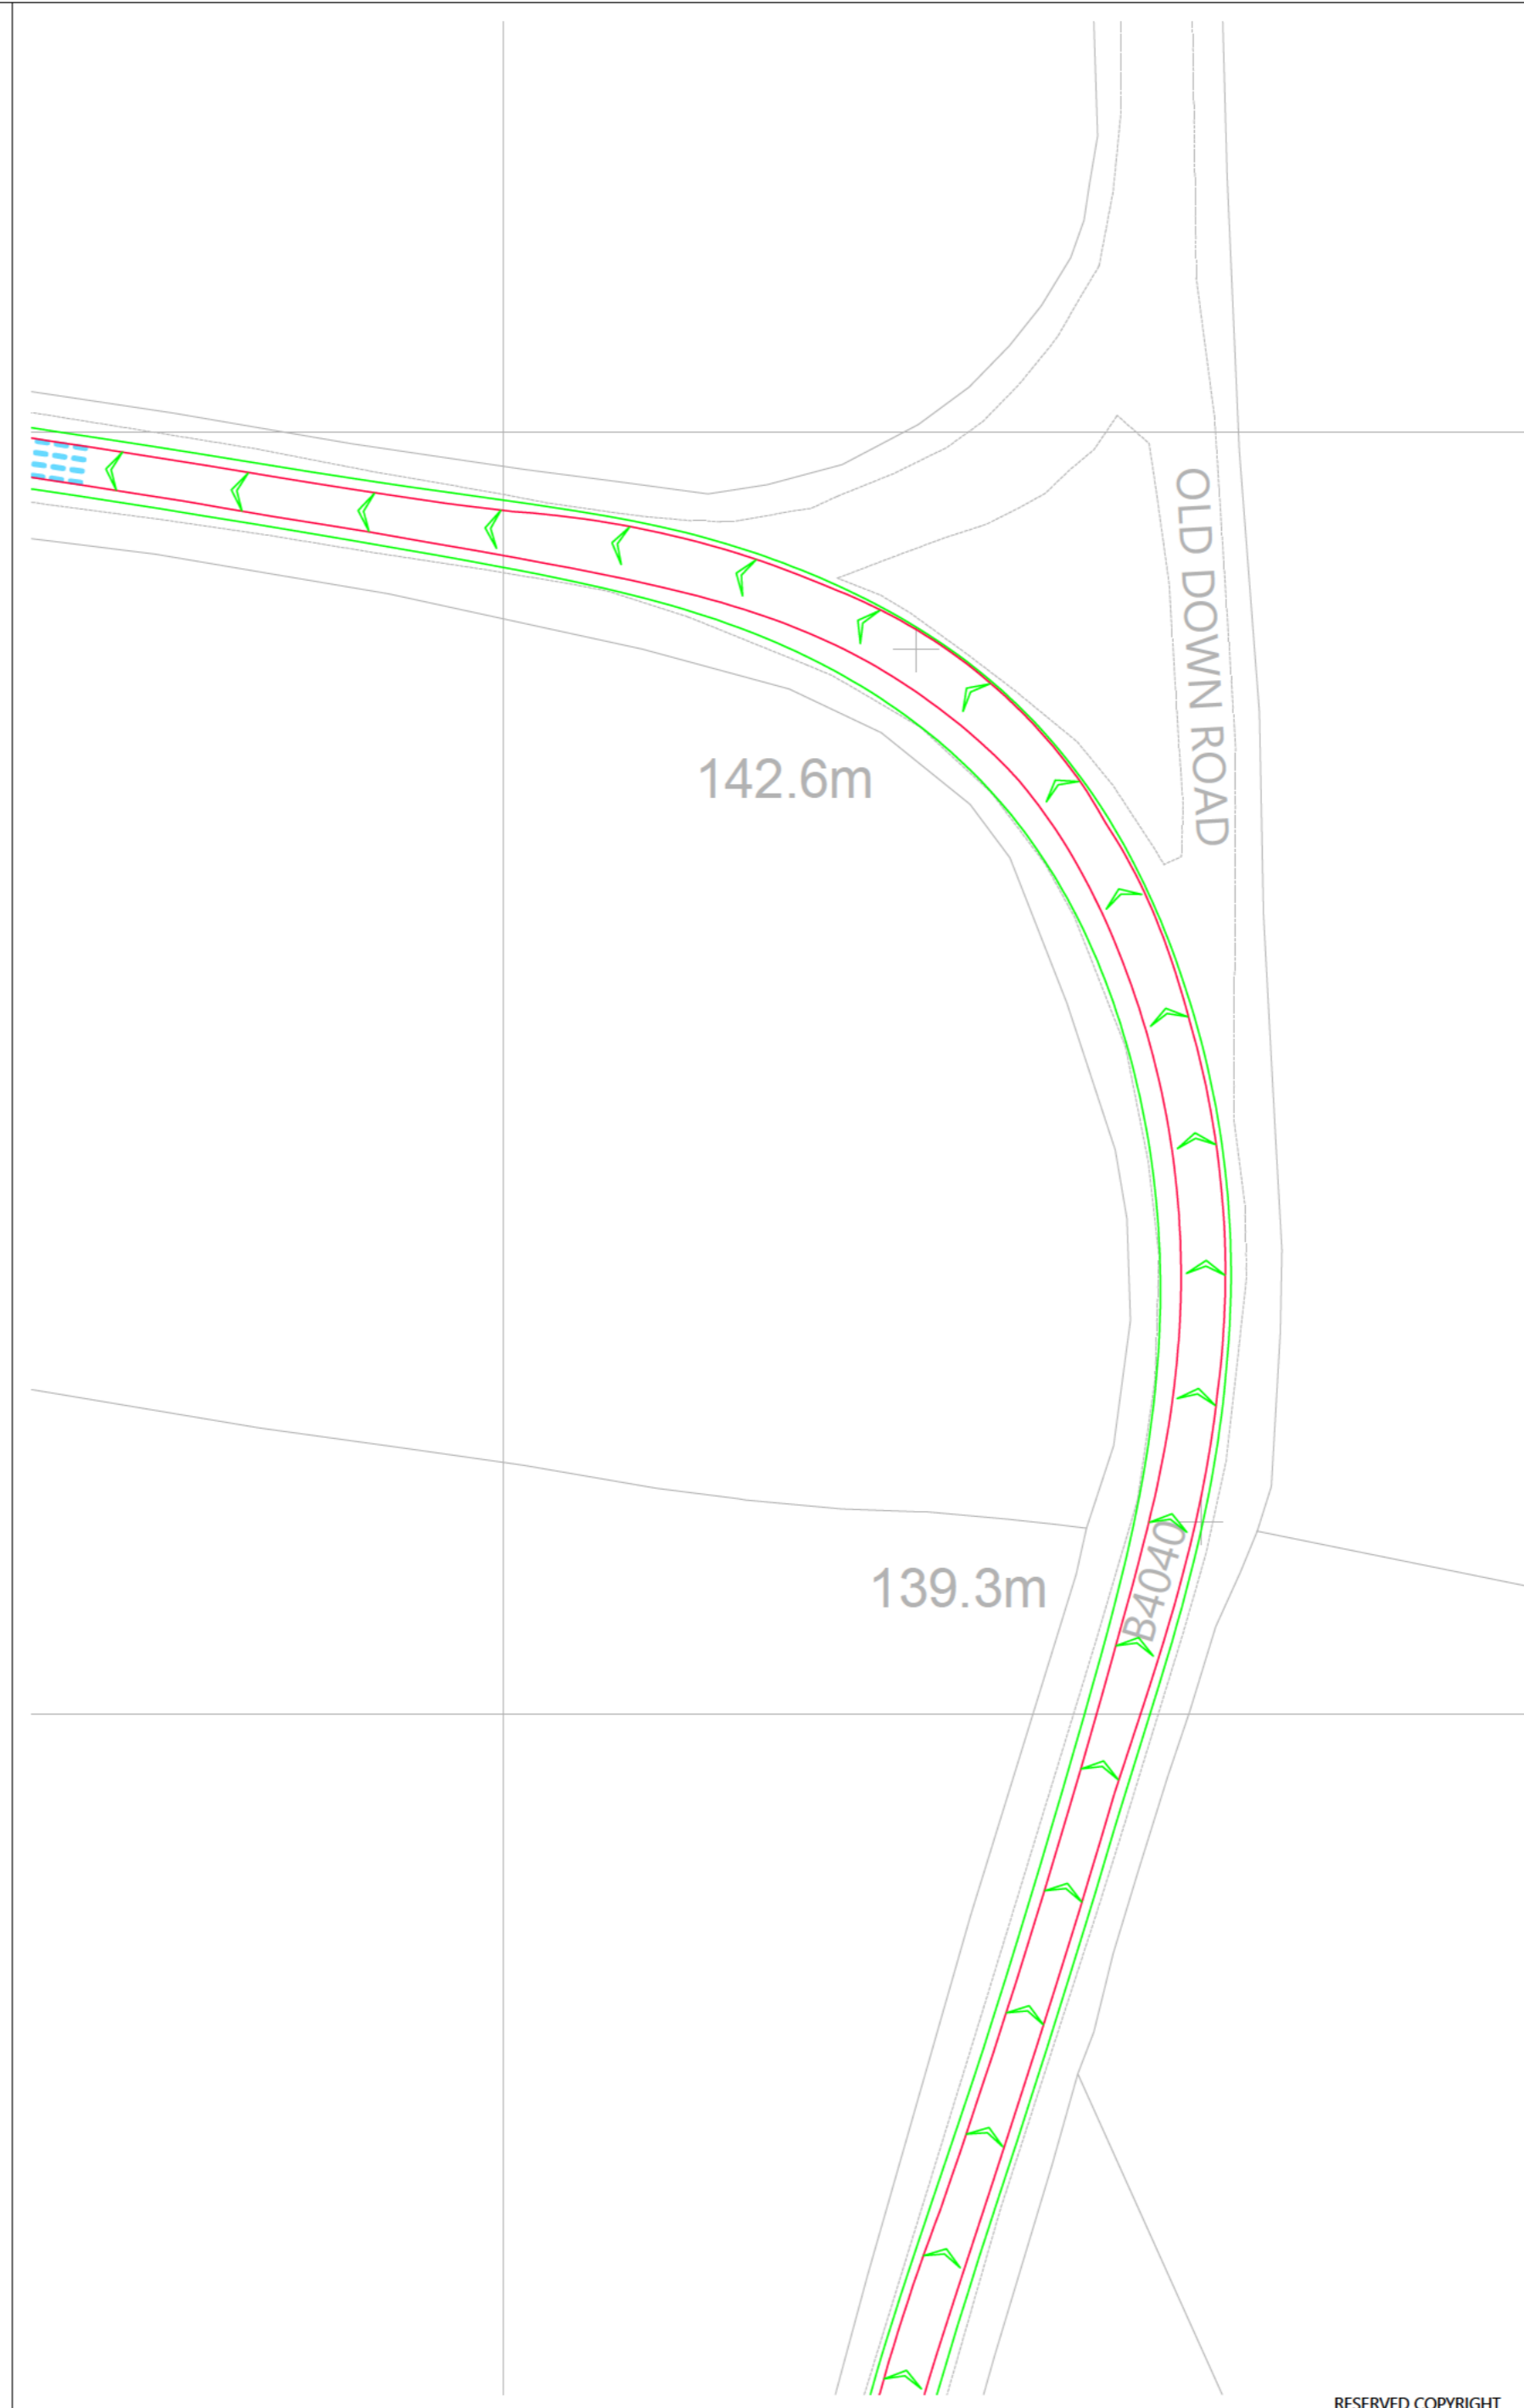 OLD DOWN ROAD
142.6m
B4040
139.3m
RESERVED COPYRIGHT